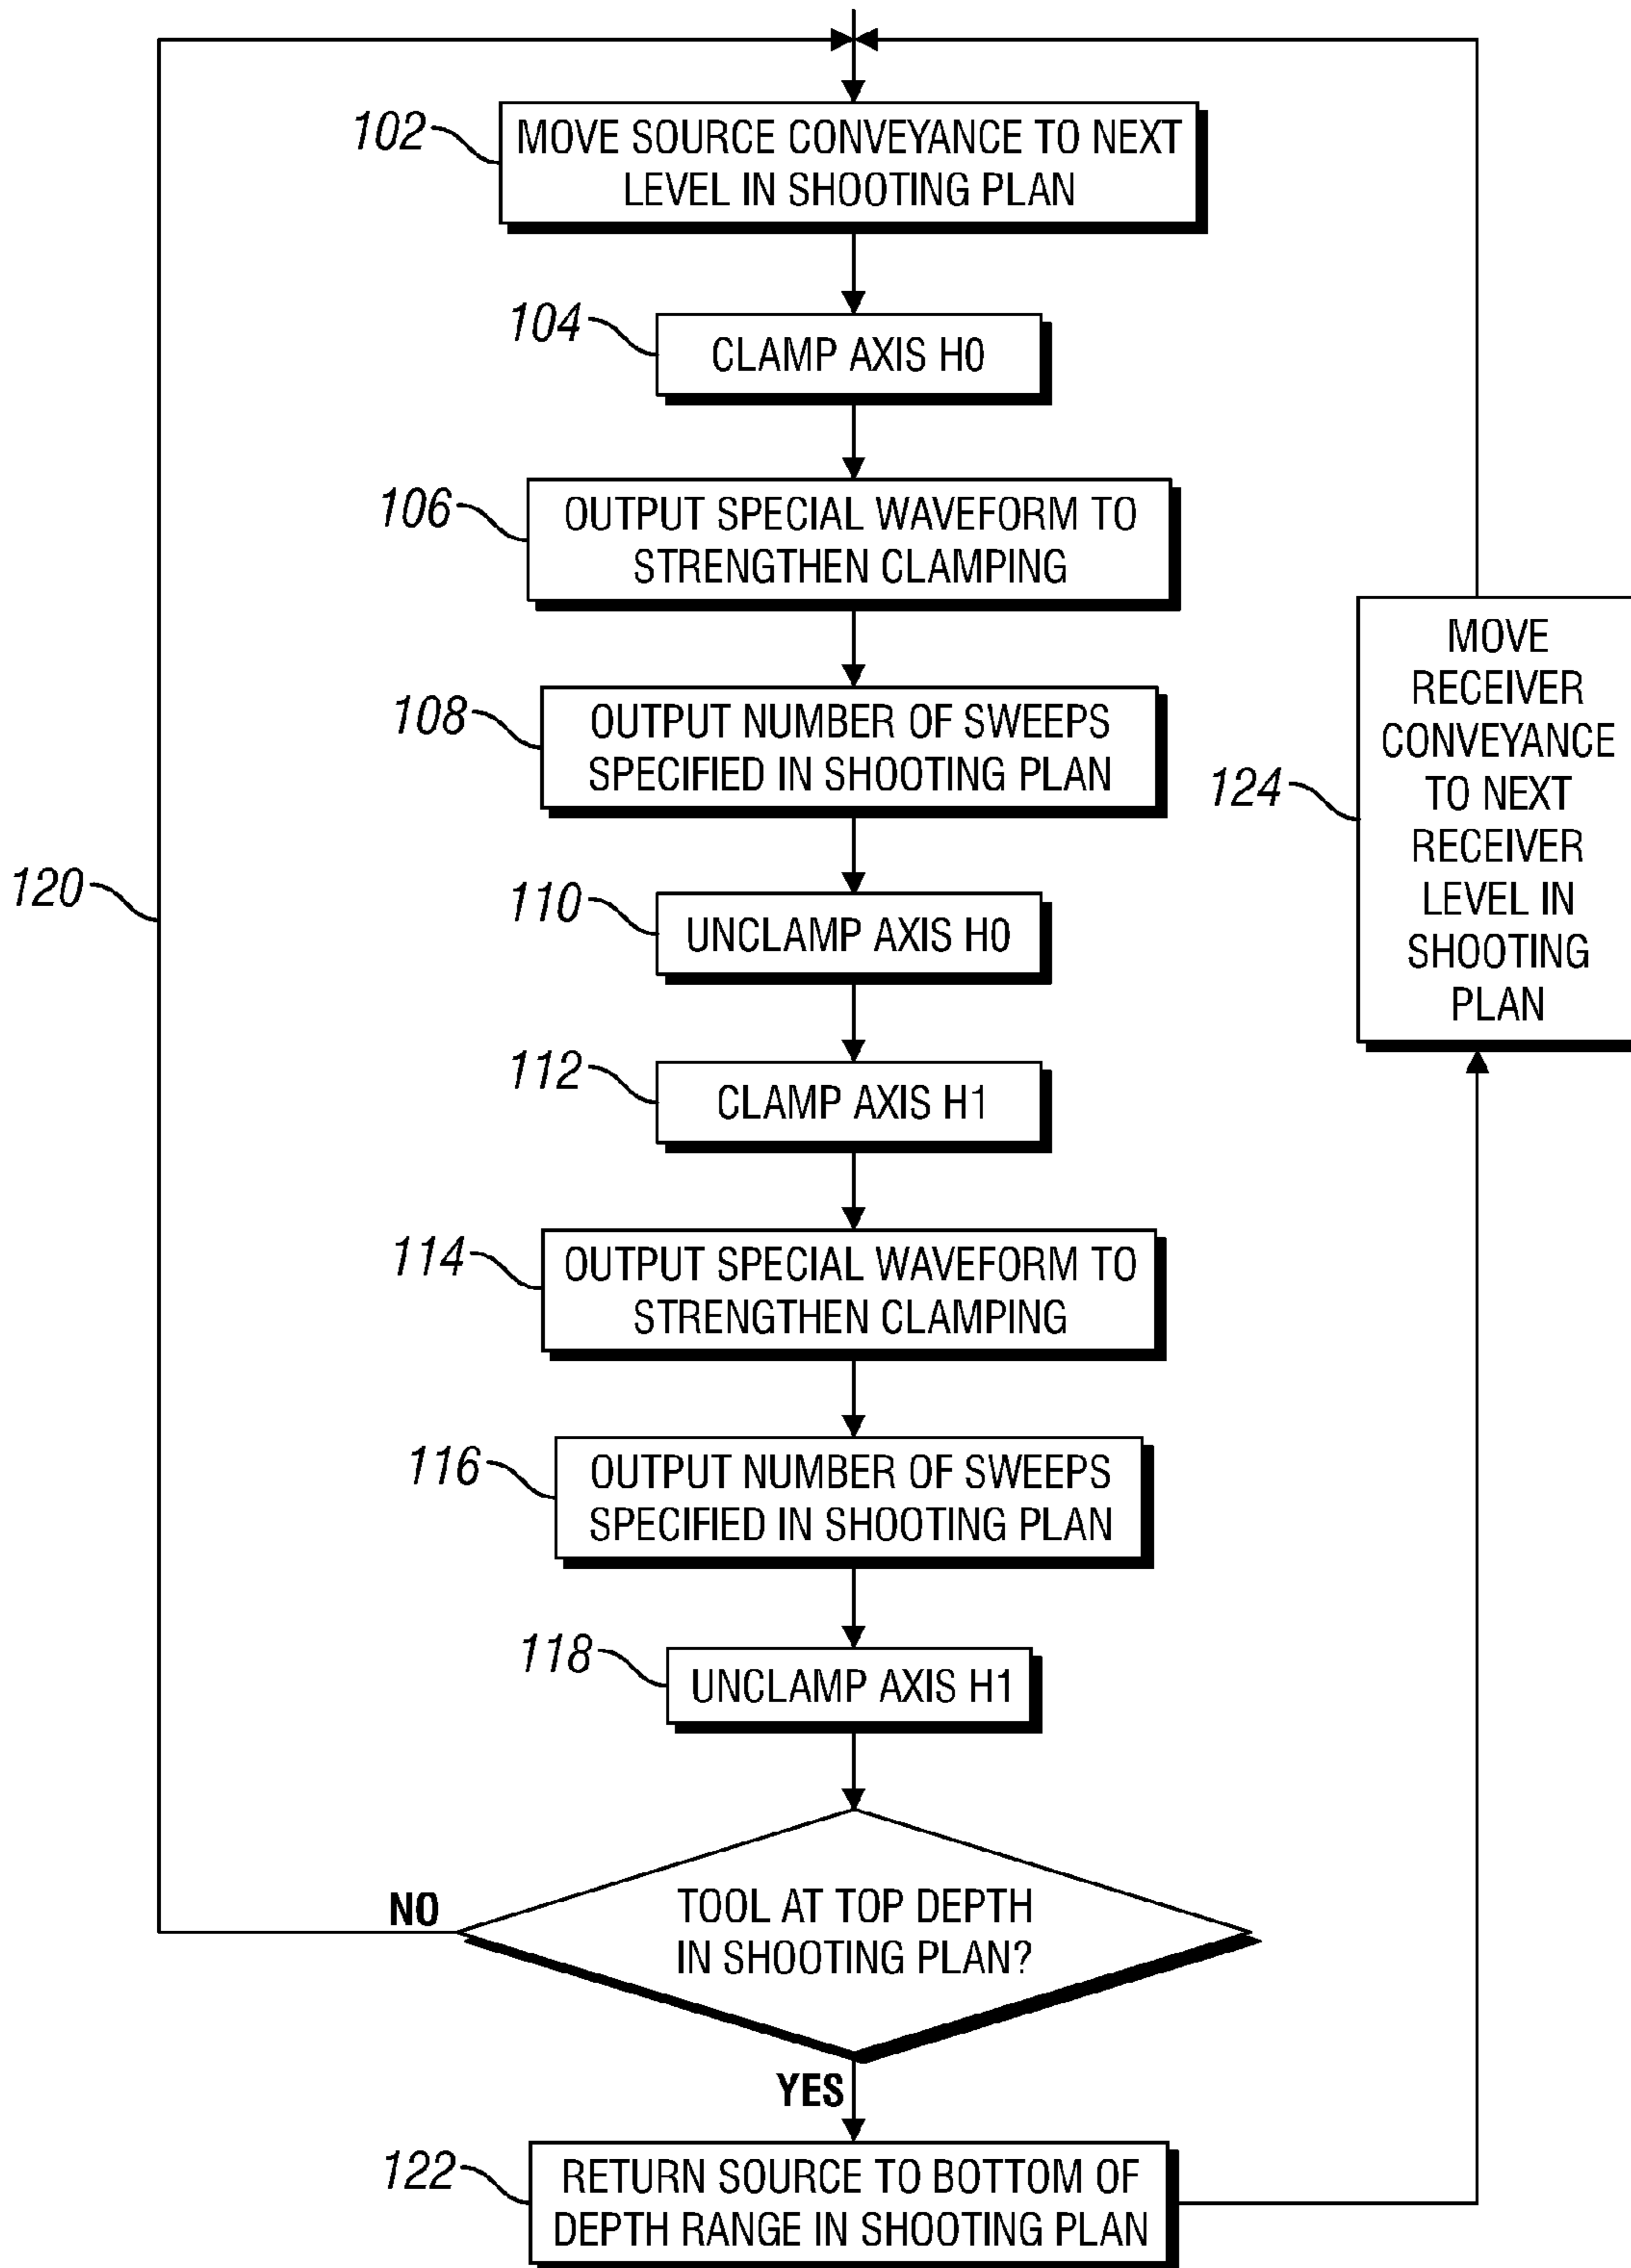 102
MOVE SOURCE CONVEYANCE TO NEXT
LEVEL IN SHOOTING PLAN
104
CLAMP AXIS H0
106
OUTPUT SPECIAL WAVEFORM TO
STRENGTHEN CLAMPING
108
OUTPUT NUMBER OF SWEEPS
SPECIFIED IN SHOOTING PLAN
110
UNCLAMP AXIS H0
112
CLAMP AXIS H1
114
OUTPUT SPECIAL WAVEFORM TO
STRENGTHEN CLAMPING
116
OUTPUT NUMBER OF SWEEPS
SPECIFIED IN SHOOTING PLAN
118
UNCLAMP AXIS H1
TOOL AT TOP DEPTH
IN SHOOTING PLAN?
NO
120
YES
122
RETURN SOURCE TO BOTTOM OF
DEPTH RANGE IN SHOOTING PLAN
124
MOVE
RECEIVER
CONVEYANCE
TO NEXT
RECEIVER
LEVEL IN
SHOOTING
PLAN